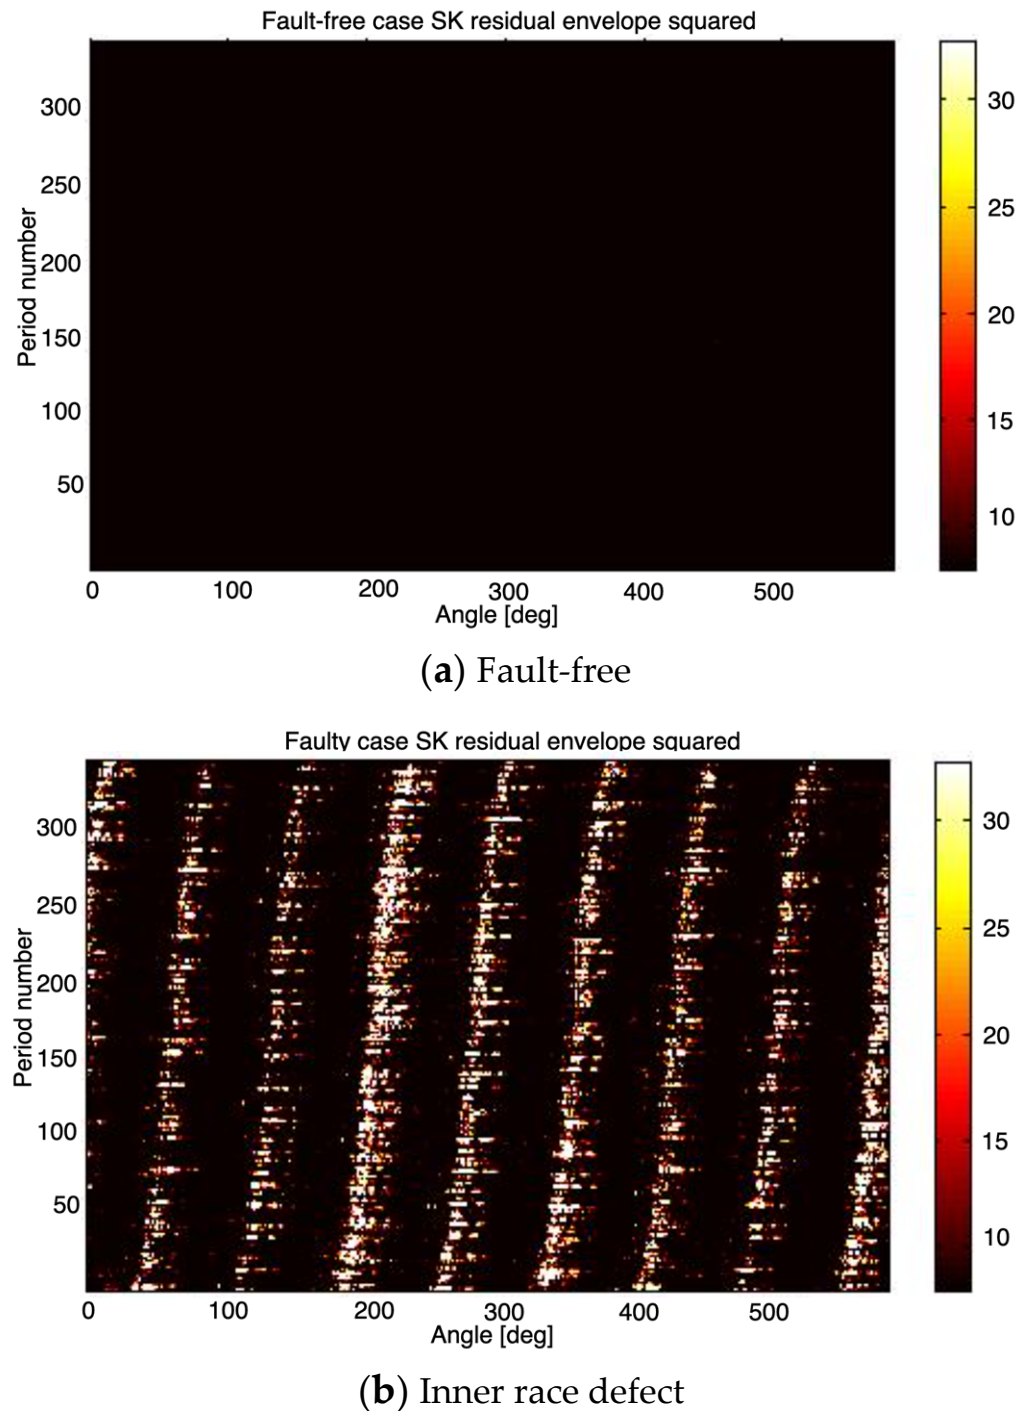 Fault-free case SK residual envelope squared
300
250
200
150
100
50
Period number
0 100 200 300 400 500
Angle [deg]
30
25
20
15
10
(a) Fault-free
Faulty case SK residual envelope squared
300
250
200
150
100
50
Period number
0 100 200 300 400 500
Angle [deg]
30
25
20
15
10
(b) Inner race defect